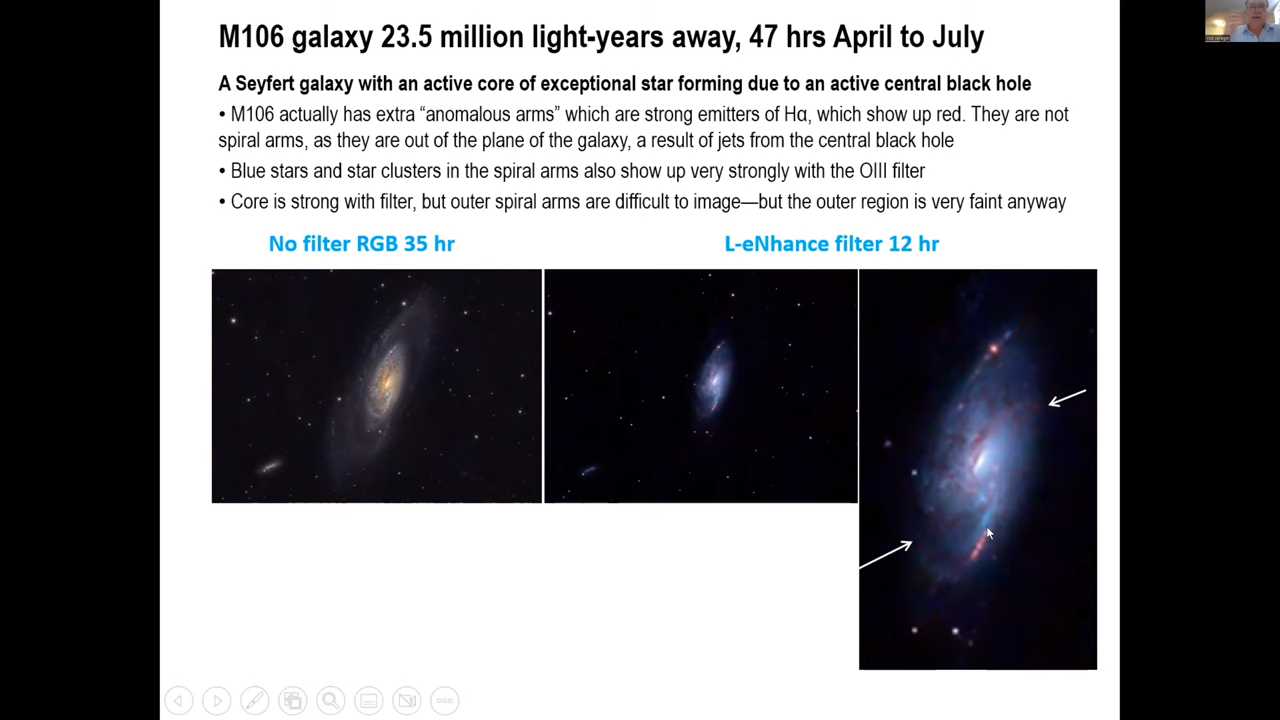 M106 galaxy 23.5 million light-years away, 47 hrs April to July
A Seyfert galaxy with an active core of exceptional star forming due to an active central black hole
• M106 actually has extra “anomalous arms” which are strong emitters of Hα, which show up red. They are not
spiral arms, as they are out of the plane of the galaxy, a result of jets from the central black hole
• Blue stars and star clusters in the spiral arms also show up very strongly with the OIII filter
• Core is strong with filter, but outer spiral arms are difficult to image—but the outer region is very faint anyway
No filter RGB 35 hr
L-eNhance filter 12 hr